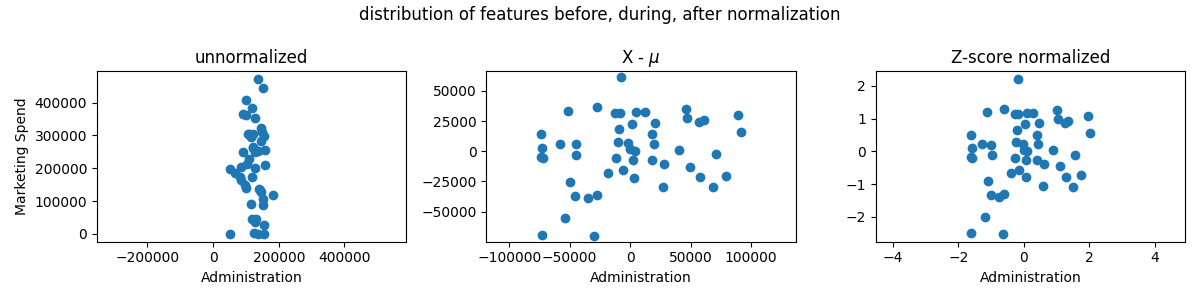 distribution of features before, during, after normalization
unnormalized
X - μ
Z-score normalized
Marketing Spend
400000
300000
200000
100000
0
−200000 0 200000 400000
Administration
50000
25000
0
−25000
−50000
−100000 −50000 0 50000 100000
Administration
2
1
0
−1
−2
−4 −2 0 2 4
Administration